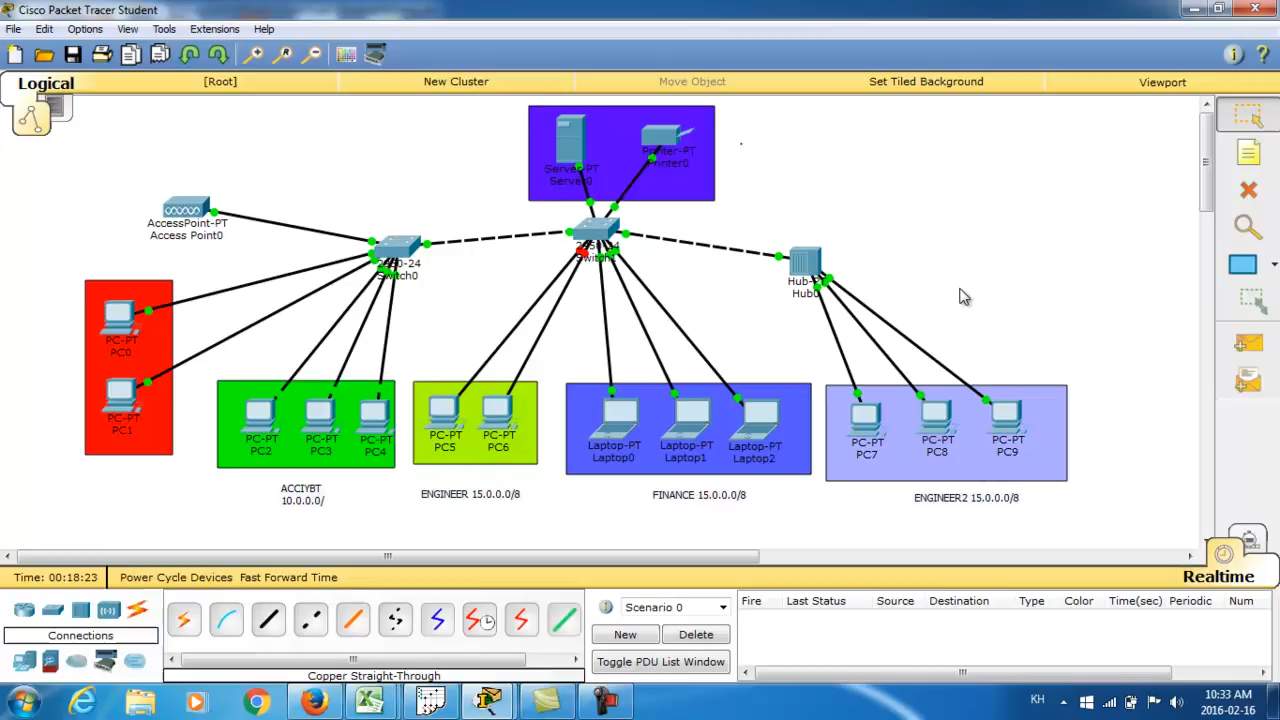 Cisco Packet Tracer Student
File Edit Options View Tools Extensions Help
Logical [Root] New Cluster Move Object Set Tiled Background Viewport
Server-PT
Server0
Printer-PT
Printer0
AccessPoint-PT
Access Point0
Switch0
Hub0
PC-PT
PC0
PC-PT
PC1
PC-PT
PC2
PC-PT
PC3
PC-PT
PC4
PC-PT
PC5
PC-PT
PC6
Laptop-PT
Laptop0
Laptop-PT
Laptop1
Laptop-PT
Laptop2
PC-PT
PC7
PC-PT
PC8
PC-PT
PC9
ACCIYBT
10.0.0.0/
ENGINEER 15.0.0.0/8
FINANCE 15.0.0.0/8
ENGINEER2 15.0.0.0/8
Time: 00:18:23 Power Cycle Devices Fast Forward Time
Realtime
Connections
Copper Straight-Through
Scenario 0
New Delete
Toggle PDU List Window
Fire Last Status Source Destination Type Color Time(sec) Periodic Num
KH
10:33 AM
2016-02-16